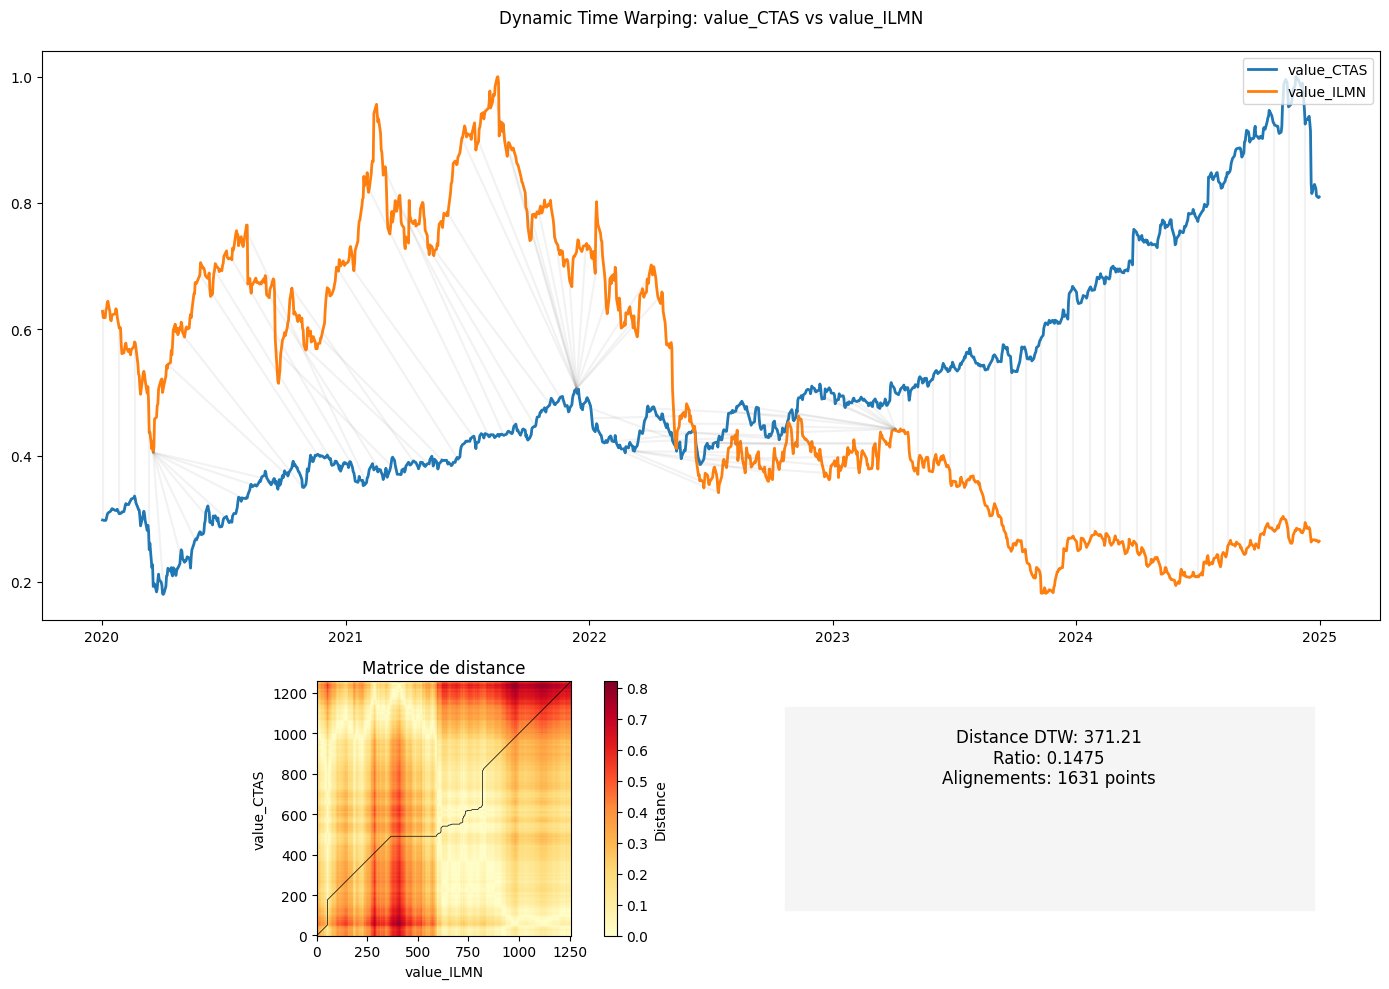 Dynamic Time Warping: value_CTAS vs value_ILMN
value_CTAS
value_ILMN
1.0
0.8
0.6
0.4
0.2
2020 2021 2022 2023 2024 2025
Matrice de distance
1200
1000
800
600
400
200
0
value_CTAS
0 250 500 750 1000 1250
value_ILMN
0.8
0.7
0.6
0.5
0.4
0.3
0.2
0.1
0.0
Distance
Distance DTW: 371.21
Ratio: 0.1475
Alignements: 1631 points